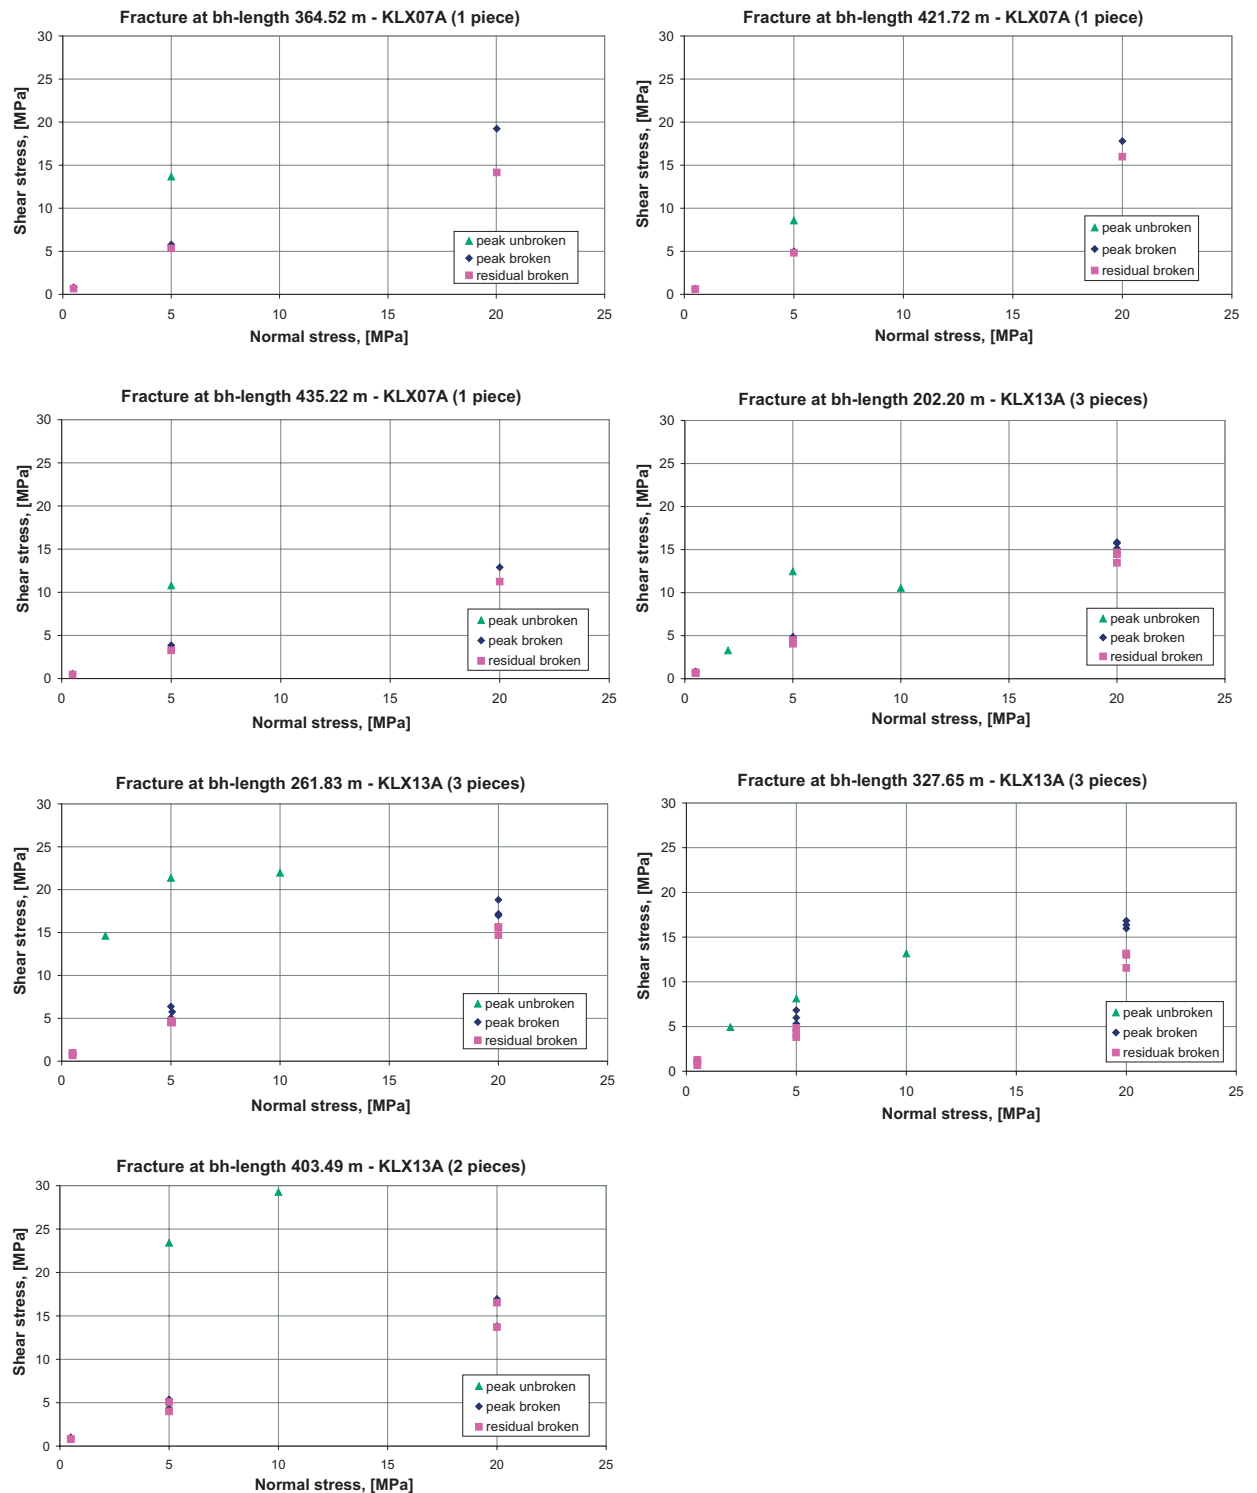 Fracture at bh-length 364.52 m - KLX07A (1 piece)
30
25
20
15
10
5
0
Shear stress, [MPa]
peak unbroken
peak broken
residual broken
0 5 10 15 20 25
Normal stress, [MPa]
Fracture at bh-length 421.72 m - KLX07A (1 piece)
30
25
20
15
10
5
0
Shear stress, [MPa]
peak unbroken
peak broken
residual broken
0 5 10 15 20 25
Normal stress, [MPa]
Fracture at bh-length 435.22 m - KLX07A (1 piece)
30
25
20
15
10
5
0
Shear stress, [MPa]
peak unbroken
peak broken
residual broken
0 5 10 15 20 25
Normal stress, [MPa]
Fracture at bh-length 202.20 m - KLX13A (3 pieces)
30
25
20
15
10
5
0
Shear stress, [MPa]
peak unbroken
peak broken
residual broken
0 5 10 15 20 25
Normal stress, [MPa]
Fracture at bh-length 261.83 m - KLX13A (3 pieces)
30
25
20
15
10
5
0
Shear stress, [MPa]
peak unbroken
peak broken
residual broken
0 5 10 15 20 25
Normal stress, [MPa]
Fracture at bh-length 327.65 m - KLX13A (3 pieces)
30
25
20
15
10
5
0
Shear stress, [MPa]
peak unbroken
peak broken
residuak broken
0 5 10 15 20 25
Normal stress, [MPa]
Fracture at bh-length 403.49 m - KLX13A (2 pieces)
30
25
20
15
10
5
0
Shear stress, [MPa]
peak unbroken
peak broken
residual broken
0 5 10 15 20 25
Normal stress, [MPa]